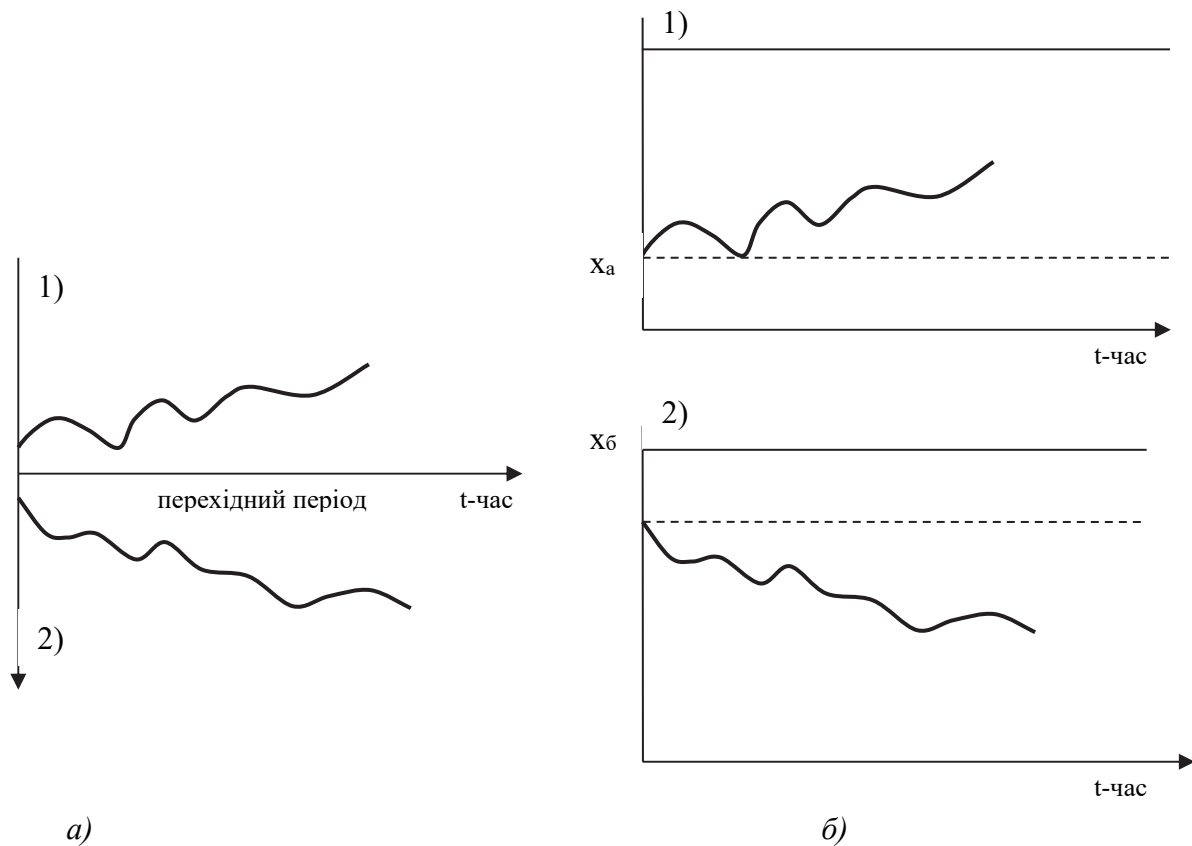 1)
перехідний період
t-час
2)
а)
1)
xа
t-час
2)
xб
t-час
б)